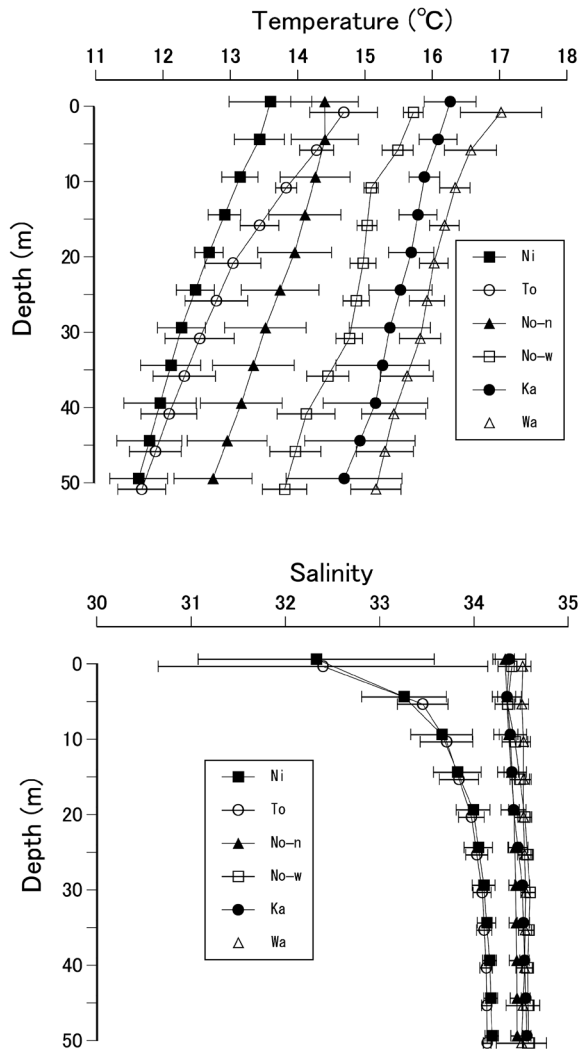 Temperature (°C)
11 12 13 14 15 16 17 18
0
10
20
30
40
50
Depth (m)
Ni
To
No-n
No-w
Ka
Wa
Salinity
30 31 32 33 34 35
0
10
20
30
40
50
Depth (m)
Ni
To
No-n
No-w
Ka
Wa